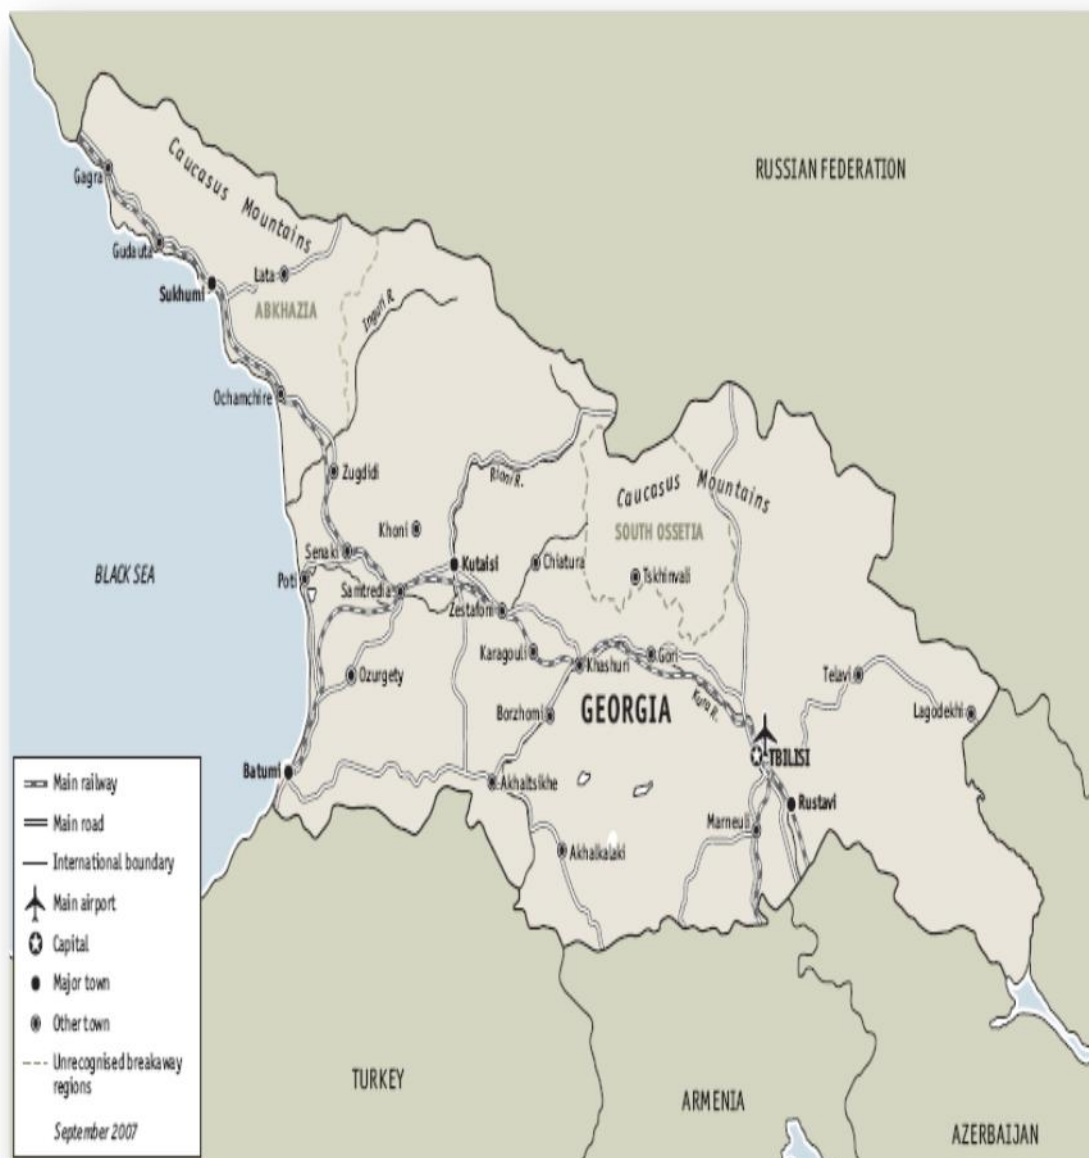 RUSSIAN FEDERATION
Caucasus Mountains
Gagra
Gudauta
Sukhumi
Lata
ABKHAZIA
Inguri R.
Ochamchire
Zugdidi
Rioni R.
Caucasus Mountains
SOUTH OSSETIA
Khoni
Senaki
Kutaisi
Chiatura
Tskhinvali
BLACK SEA
Poti
Samtredia
Zestafoni
Karagouli
Khashuri
Gori
Ozurgety
Telavi
Lagodekhi
Borzhomi
GEORGIA
Kura R.
TBILISI
Batumi
Akhaltsikhe
Rustavi
Marneuli
Akhalkalaki
Main railway
Main road
International boundary
Main airport
Capital
Major town
Other town
Unrecognised breakaway
regions
September 2007
TURKEY
ARMENIA
AZERBAIJAN